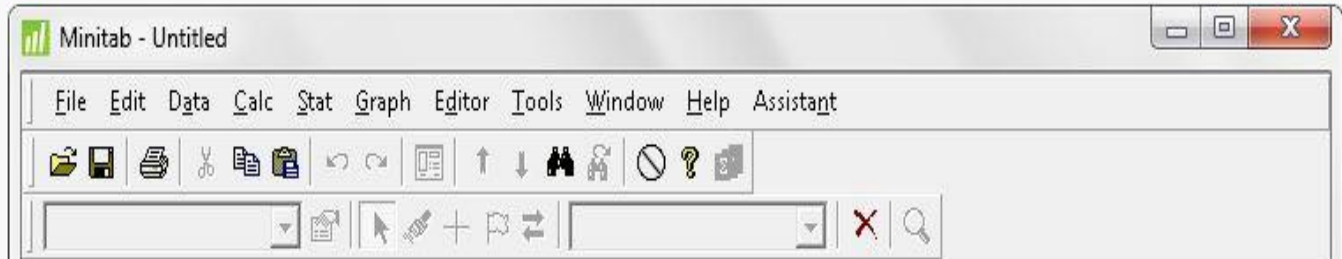 Minitab - Untitled
File Edit Data Calc Stat Graph Editor Tools Window Help Assistant